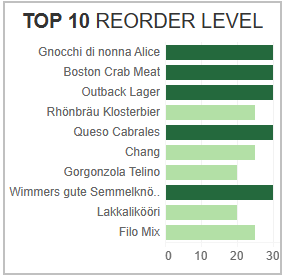 TOP 10 REORDER LEVEL
Gnocchi di nonna Alice
Boston Crab Meat
Outback Lager
Rhönbräu Klosterbier
Queso Cabrales
Chang
Gorgonzola Telino
Wimmers gute Semmelknö..
Lakkalikööri
Filo Mix
0 10 20 30